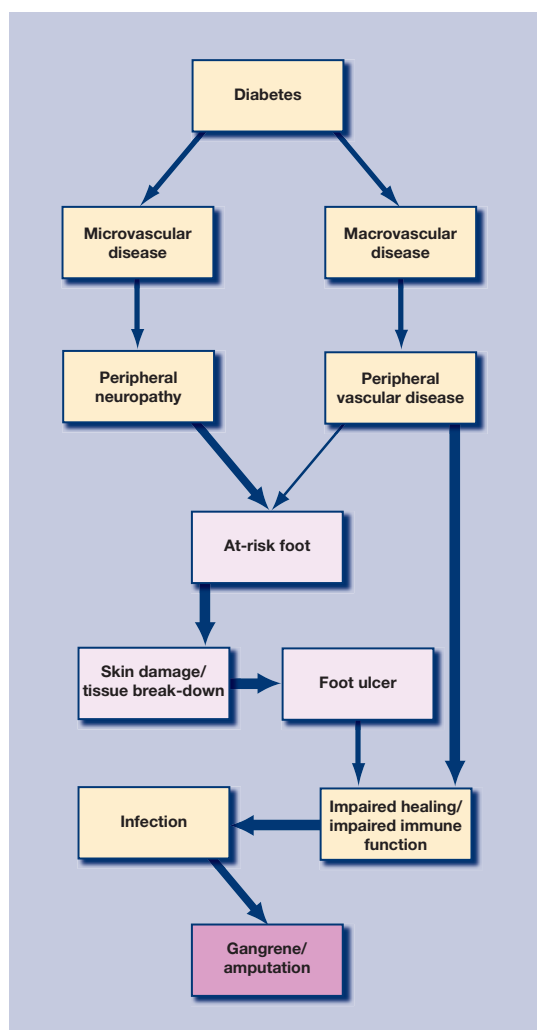 Diabetes
Microvascular
disease
Macrovascular
disease
Peripheral
neuropathy
Peripheral
vascular disease
At-risk foot
Skin damage/
tissue break-down
Foot ulcer
Infection
Impaired healing/
impaired immune
function
Gangrene/
amputation